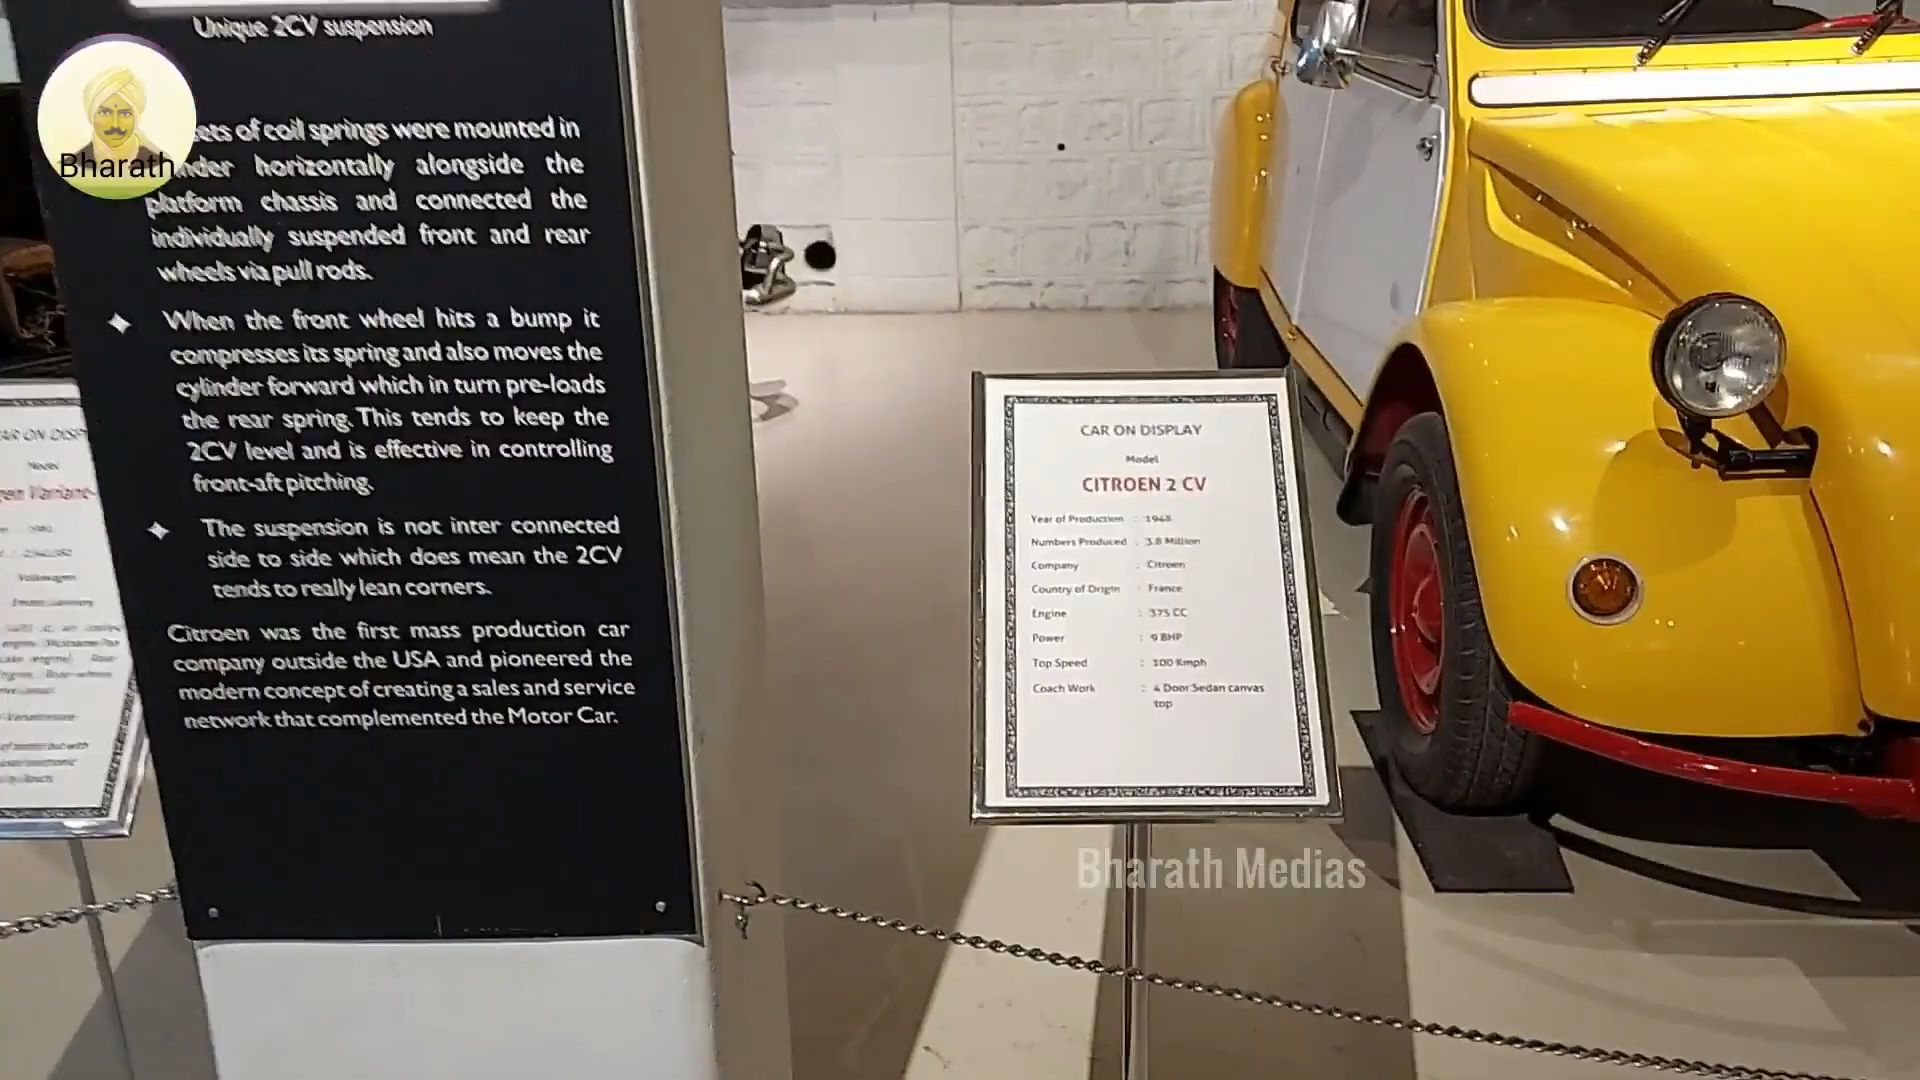 Unique 2CV suspension
of coil springs were mounted in
horizontally alongside the
platform chassis and connected the
individually suspended front and rear
wheels via pull rods.
When the front wheel hits a bump it
compresses its spring and also moves the
cylinder forward which in turn pre-loads
the rear spring. This tends to keep the
2CV level and is effective in controlling
front-aft pitching.
The suspension is not inter connected
side to side which does mean the 2CV
tends to really lean corners.
Citroen was the first mass production car
company outside the USA and pioneered the
modern concept of creating a sales and service
network that complemented the Motor Car.
Bharath
CAR ON DISPLAY
Model
CITROEN 2 CV
Year of Production : 1948
Numbers Produced : 3.8 Million
Company : Citroen
Country of Origin : France
Engine : 375 CC
Power : 9 BHP
Top Speed : 100 Kmph
Coach Work : 4 Door Sedan canvas
top
Bharath Medias
ON DISP
Model
Variant
Volkswagen